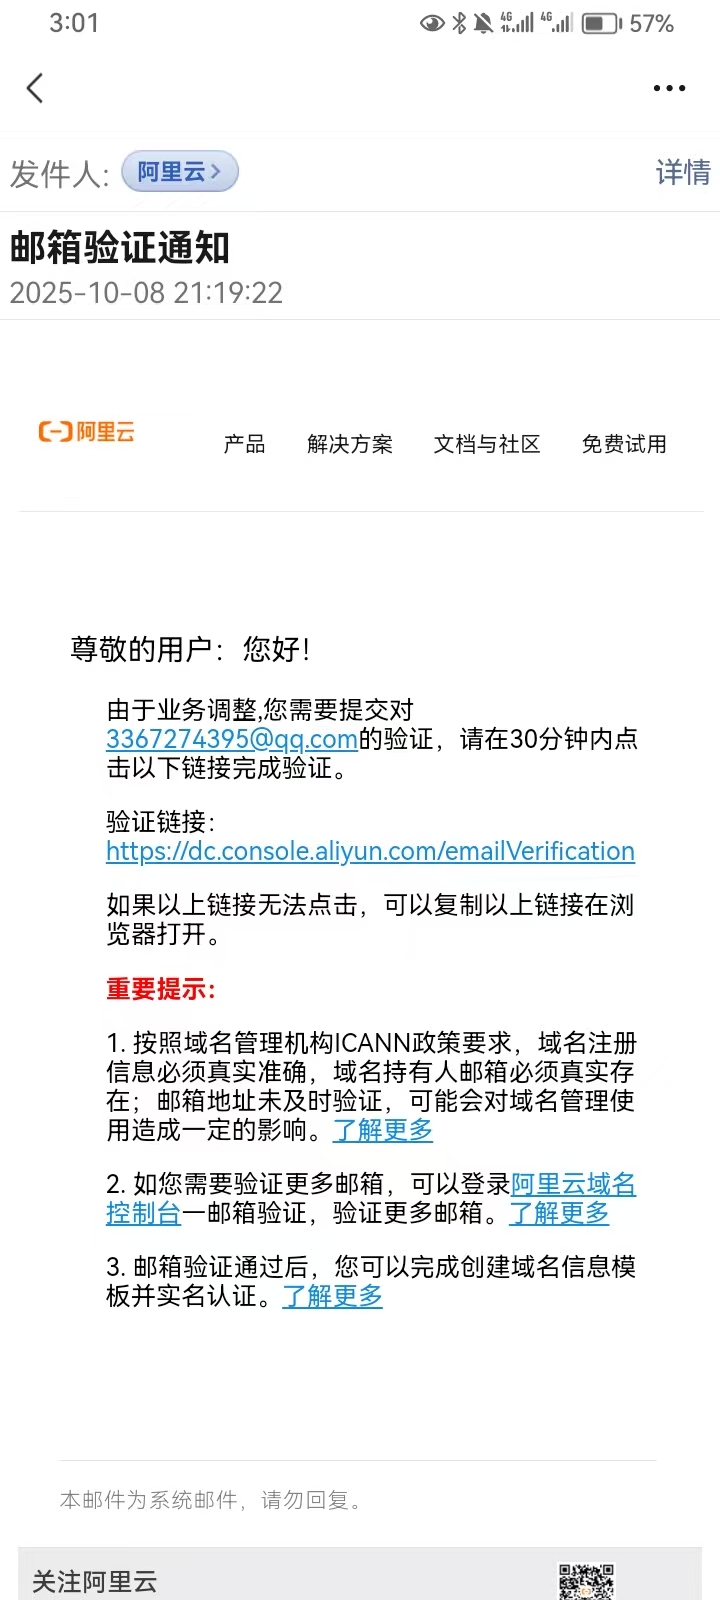 3:01
4G
4G
57%
发件人:
阿里云>
详情
邮箱验证通知
2025-10-08 21:19:22
阿里云
产品
解决方案
文档与社区
免费试用
尊敬的用户：您好!
由于业务调整,您需要提交对
3367274395@qq.com的验证，请在30分钟内点
击以下链接完成验证。
验证链接：
https://dc.console.aliyun.com/emailVerification
如果以上链接无法点击，可以复制以上链接在浏
览器打开。
重要提示：
1. 按照域名管理机构ICANN政策要求，域名注册
信息必须真实准确，域名持有人邮箱必须真实存
在；邮箱地址未及时验证，可能会对域名管理使
用造成一定的影响。了解更多
2. 如您需要验证更多邮箱，可以登录阿里云域名
控制台一邮箱验证，验证更多邮箱。了解更多
3. 邮箱验证通过后，您可以完成创建域名信息模
板并实名认证。了解更多
本邮件为系统邮件，请勿回复。
关注阿里云